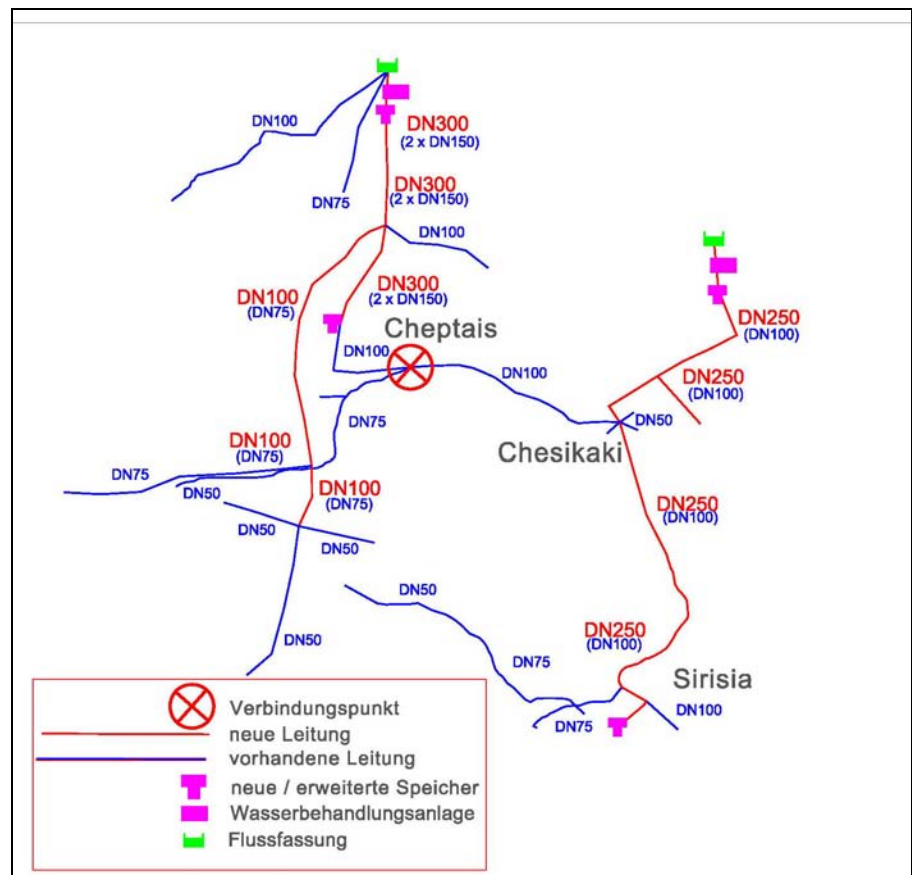 DN100
DN300
(2 x DN150)
DN75
DN300
(2 x DN150)
DN100
DN300
(2 x DN150)
DN100
(DN75)
Cheptais
DN250
(DN100)
DN100
DN100
DN250
(DN100)
DN75
DN50
Chesikaki
DN100
(DN75)
DN75
DN50
DN100
(DN75)
DN50
DN50
DN250
(DN100)
DN50
DN50
DN250
(DN100)
DN75
Sirisia
DN75
DN100
Verbindungspunkt
neue Leitung
vorhandene Leitung
neue / erweiterte Speicher
Wasserbehandlungsanlage
Flussfassung